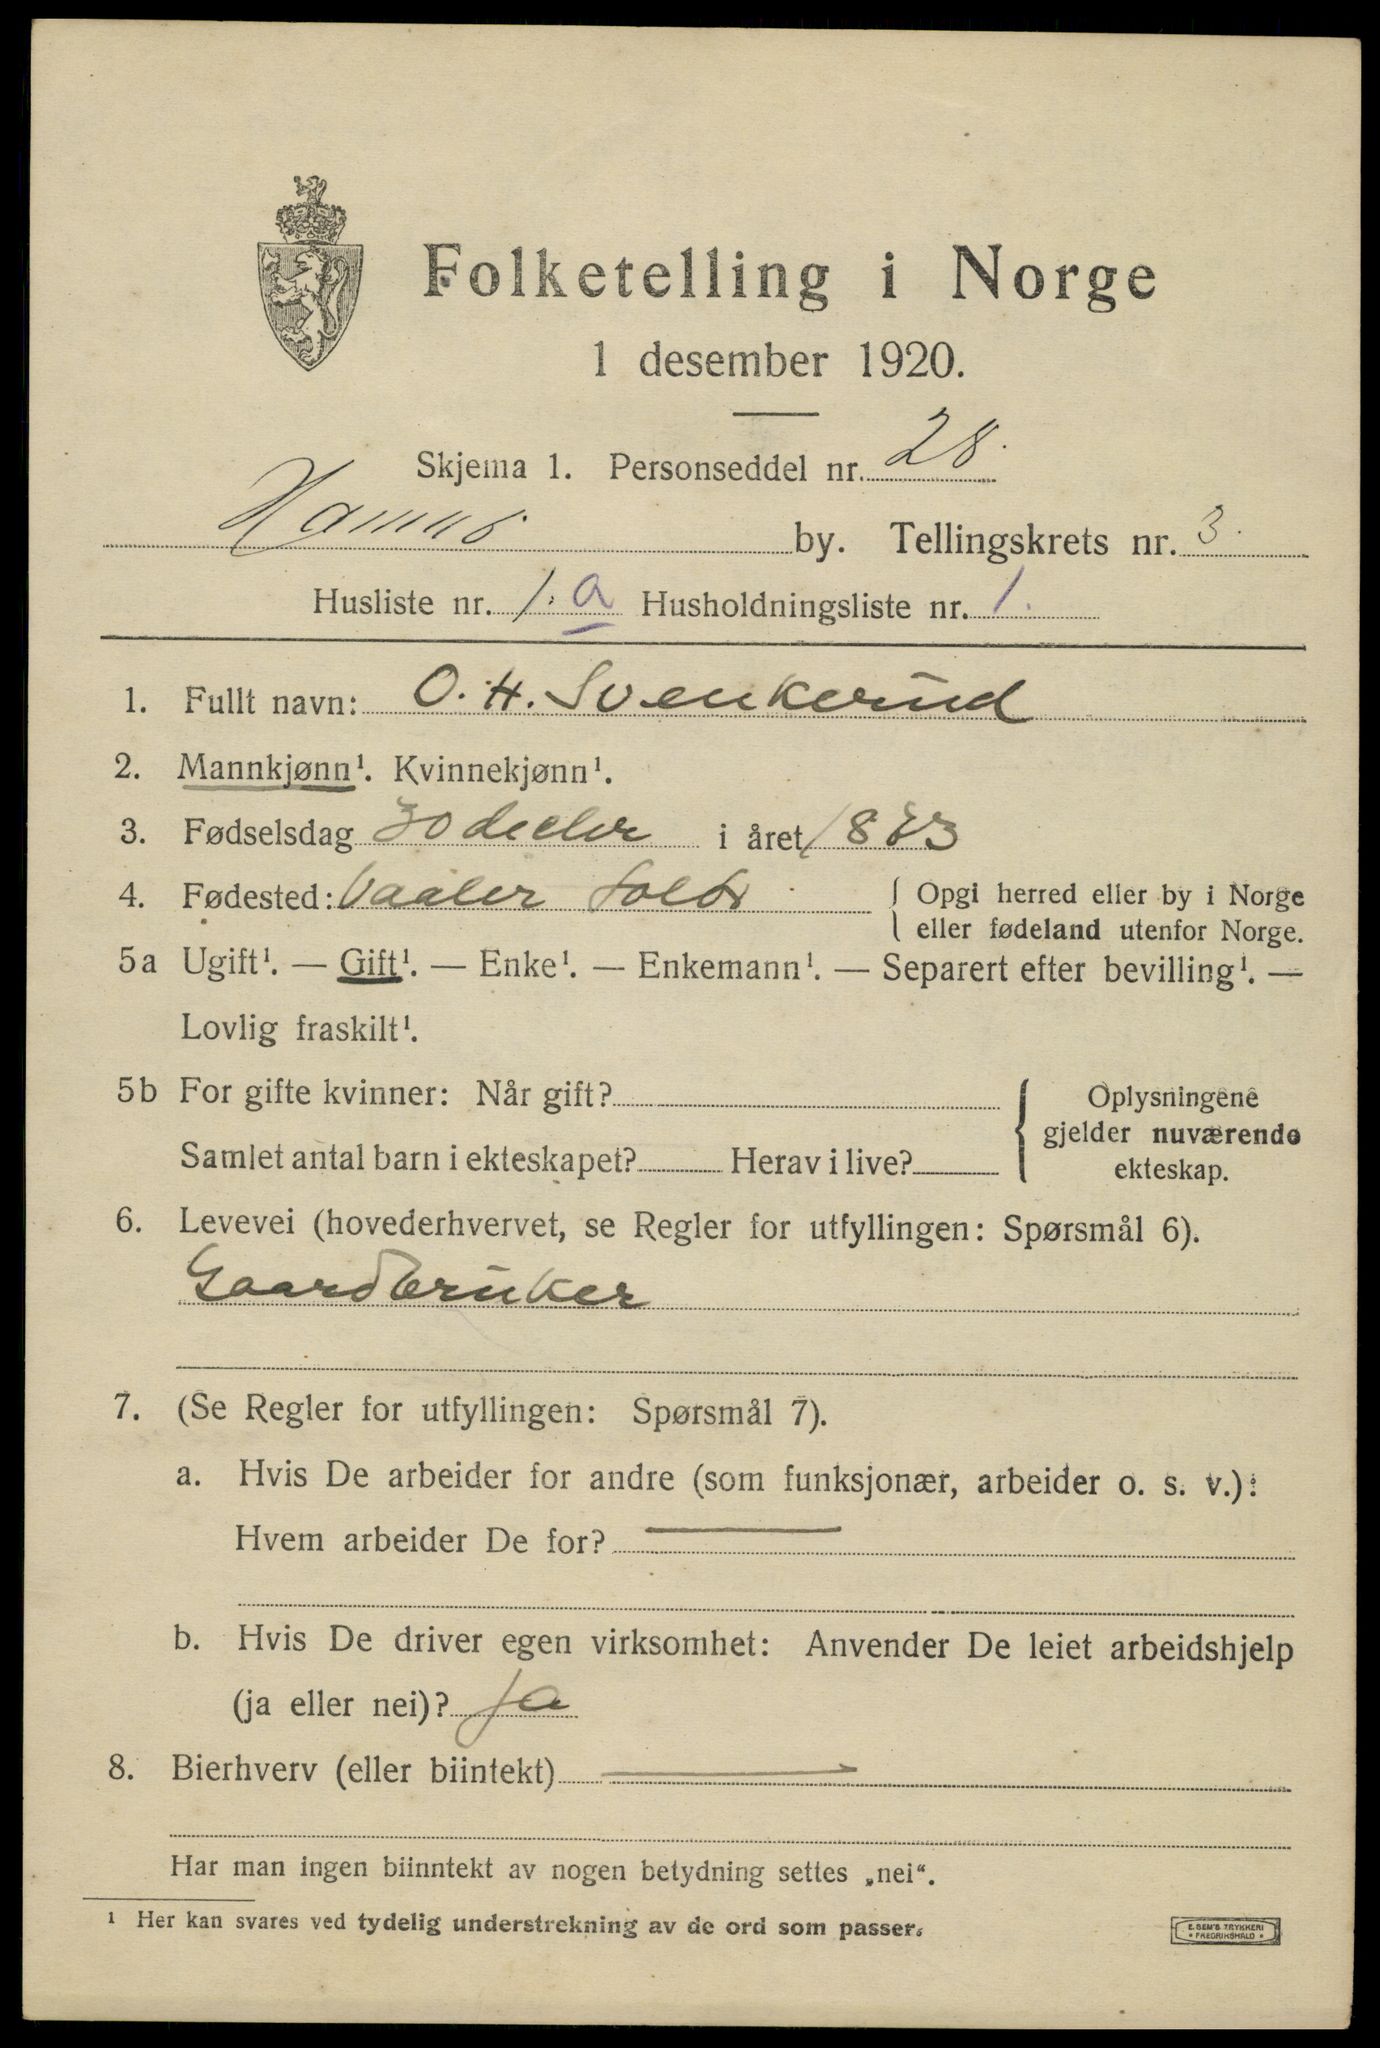 Folketelling i Norge
1 desember 1920.
Skjema 1. Personseddel nr. 28.
Hamar by. Tellingskrets nr. 3.
Husliste nr. 1. a Husholdningsliste nr. 1.
1. Fullt navn: O. H. Svenkerud
2. Mannkjønn¹. Kvinnekjønn¹.
3. Fødselsdag 30 i året 1873
4. Fødested: Vaaler Solør { Opgi herred eller by i Norge
eller fødeland utenfor Norge.
5a Ugift¹. — Gift¹. — Enke¹. — Enkemann¹. — Separert efter bevilling¹. —
Lovlig fraskilt¹.
5b For gifte kvinner: Når gift? { Oplysningene
gjelder nuværende
Samlet antal barn i ekteskapet? Herav i live? ekteskap.
6. Levevei (hovederhvervet, se Regler for utfyllingen: Spørsmål 6).
Gaardbruker
7. (Se Regler for utfyllingen: Spørsmål 7).
a. Hvis De arbeider for andre (som funksjonær, arbeider o. s. v.):
Hvem arbeider De for? —
b. Hvis De driver egen virksomhet: Anvender De leiet arbeidshjelp
(ja eller nei)? ja
8. Bierhverv (eller biintekt) —
Har man ingen biinntekt av nogen betydning settes „nei“.
¹ Her kan svares ved tydelig understrekning av de ord som passer.
E. SEM'S TRYKKERI
* FREDRIKSHALD *